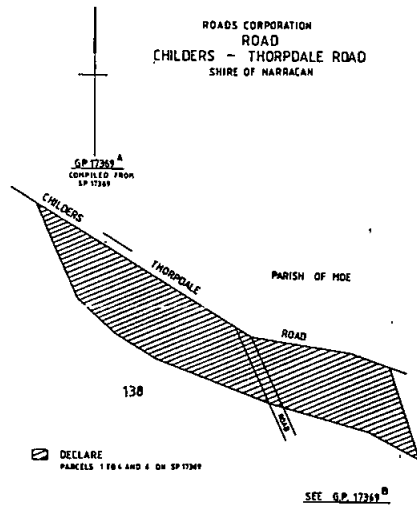 ROADS CORPORATION
ROAD
CHILDERS - THORPDALE ROAD
SHIRE OF NARRACAN
GP 17369 A
COMPILED FROM
SP 17369
CHILDERS
THORPDALE
PARISH OF MOE
ROAD
138
ROAD
DECLARE
PARCELS 1 TO 4 AND 6 ON SP 17369
SEE G.P. 17369 B